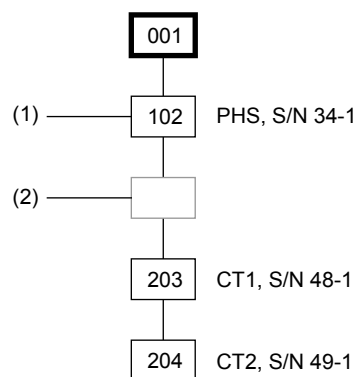 001
(1) 102 PHS, S/N 34-1
(2)
203 CT1, S/N 48-1
204 CT2, S/N 49-1